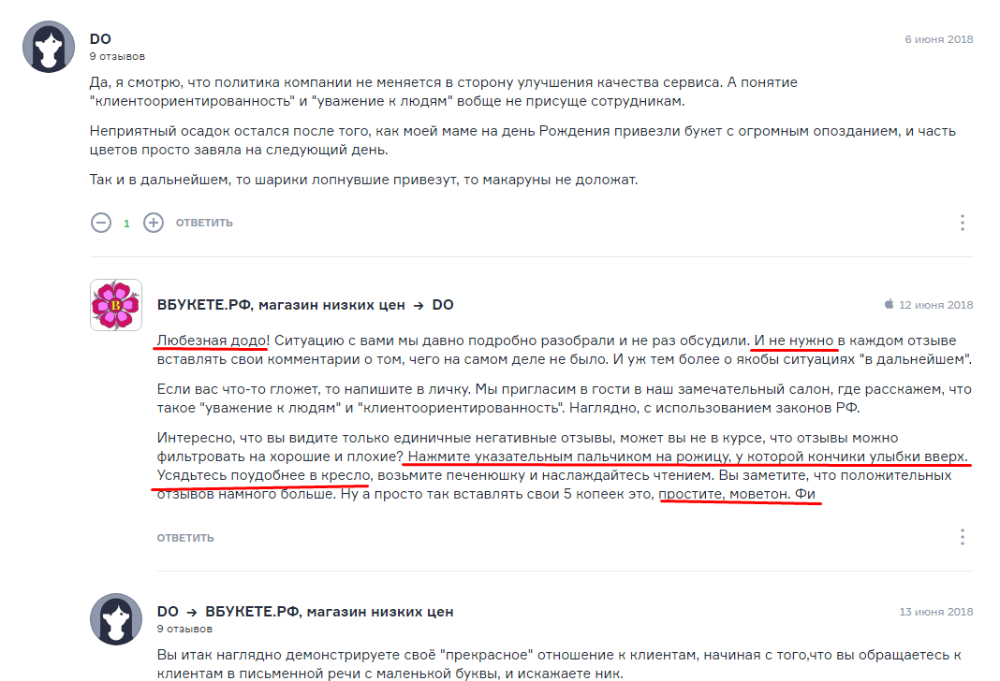 DO
6 июня 2018
9 отзывов
Да, я смотрю, что политика компании не меняется в сторону улучшения качества сервиса. А понятие
"клиентоориентированность" и "уважение к людям" вобще не присуще сотрудникам.
Неприятный осадок остался после того, как моей маме на день Рождения привезли букет с огромным опозданием, и часть
цветов просто завяла на следующий день.
Так и в дальнейшем, то шарики лопнувшие привезут, то макаруны не доложат.
1 ОТВЕТИТЬ
В
ВБУКЕТЕ.РФ, магазин низких цен → DO
12 июня 2018
Любезная додо! Ситуацию с вами мы давно подробно разобрали и не раз обсудили. И не нужно в каждом отзыве
вставлять свои комментарии о том, чего на самом деле не было. И уж тем более о якобы ситуациях "в дальнейшем".
Если вас что-то гложет, то напишите в личку. Мы пригласим в гости в наш замечательный салон, где расскажем, что
такое "уважение к людям" и "клиентоориентированность". Наглядно, с использованием законов РФ.
Интересно, что вы видите только единичные негативные отзывы, может вы не в курсе, что отзывы можно
фильтровать на хорошие и плохие? Нажмите указательным пальчиком на рожицу, у которой кончики улыбки вверх.
Усядьтесь поудобнее в кресло, возьмите печенюшку и наслаждайтесь чтением. Вы заметите, что положительных
отзывов намного больше. Ну а просто так вставлять свои 5 копеек это, простите, моветон. Фи
ОТВЕТИТЬ
DO → ВБУКЕТЕ.РФ, магазин низких цен
13 июня 2018
9 отзывов
Вы итак наглядно демонстрируете своё "прекрасное" отношение к клиентам, начиная с того,что вы обращаетесь к
клиентам в письменной речи с маленькой буквы, и искажаете ник.